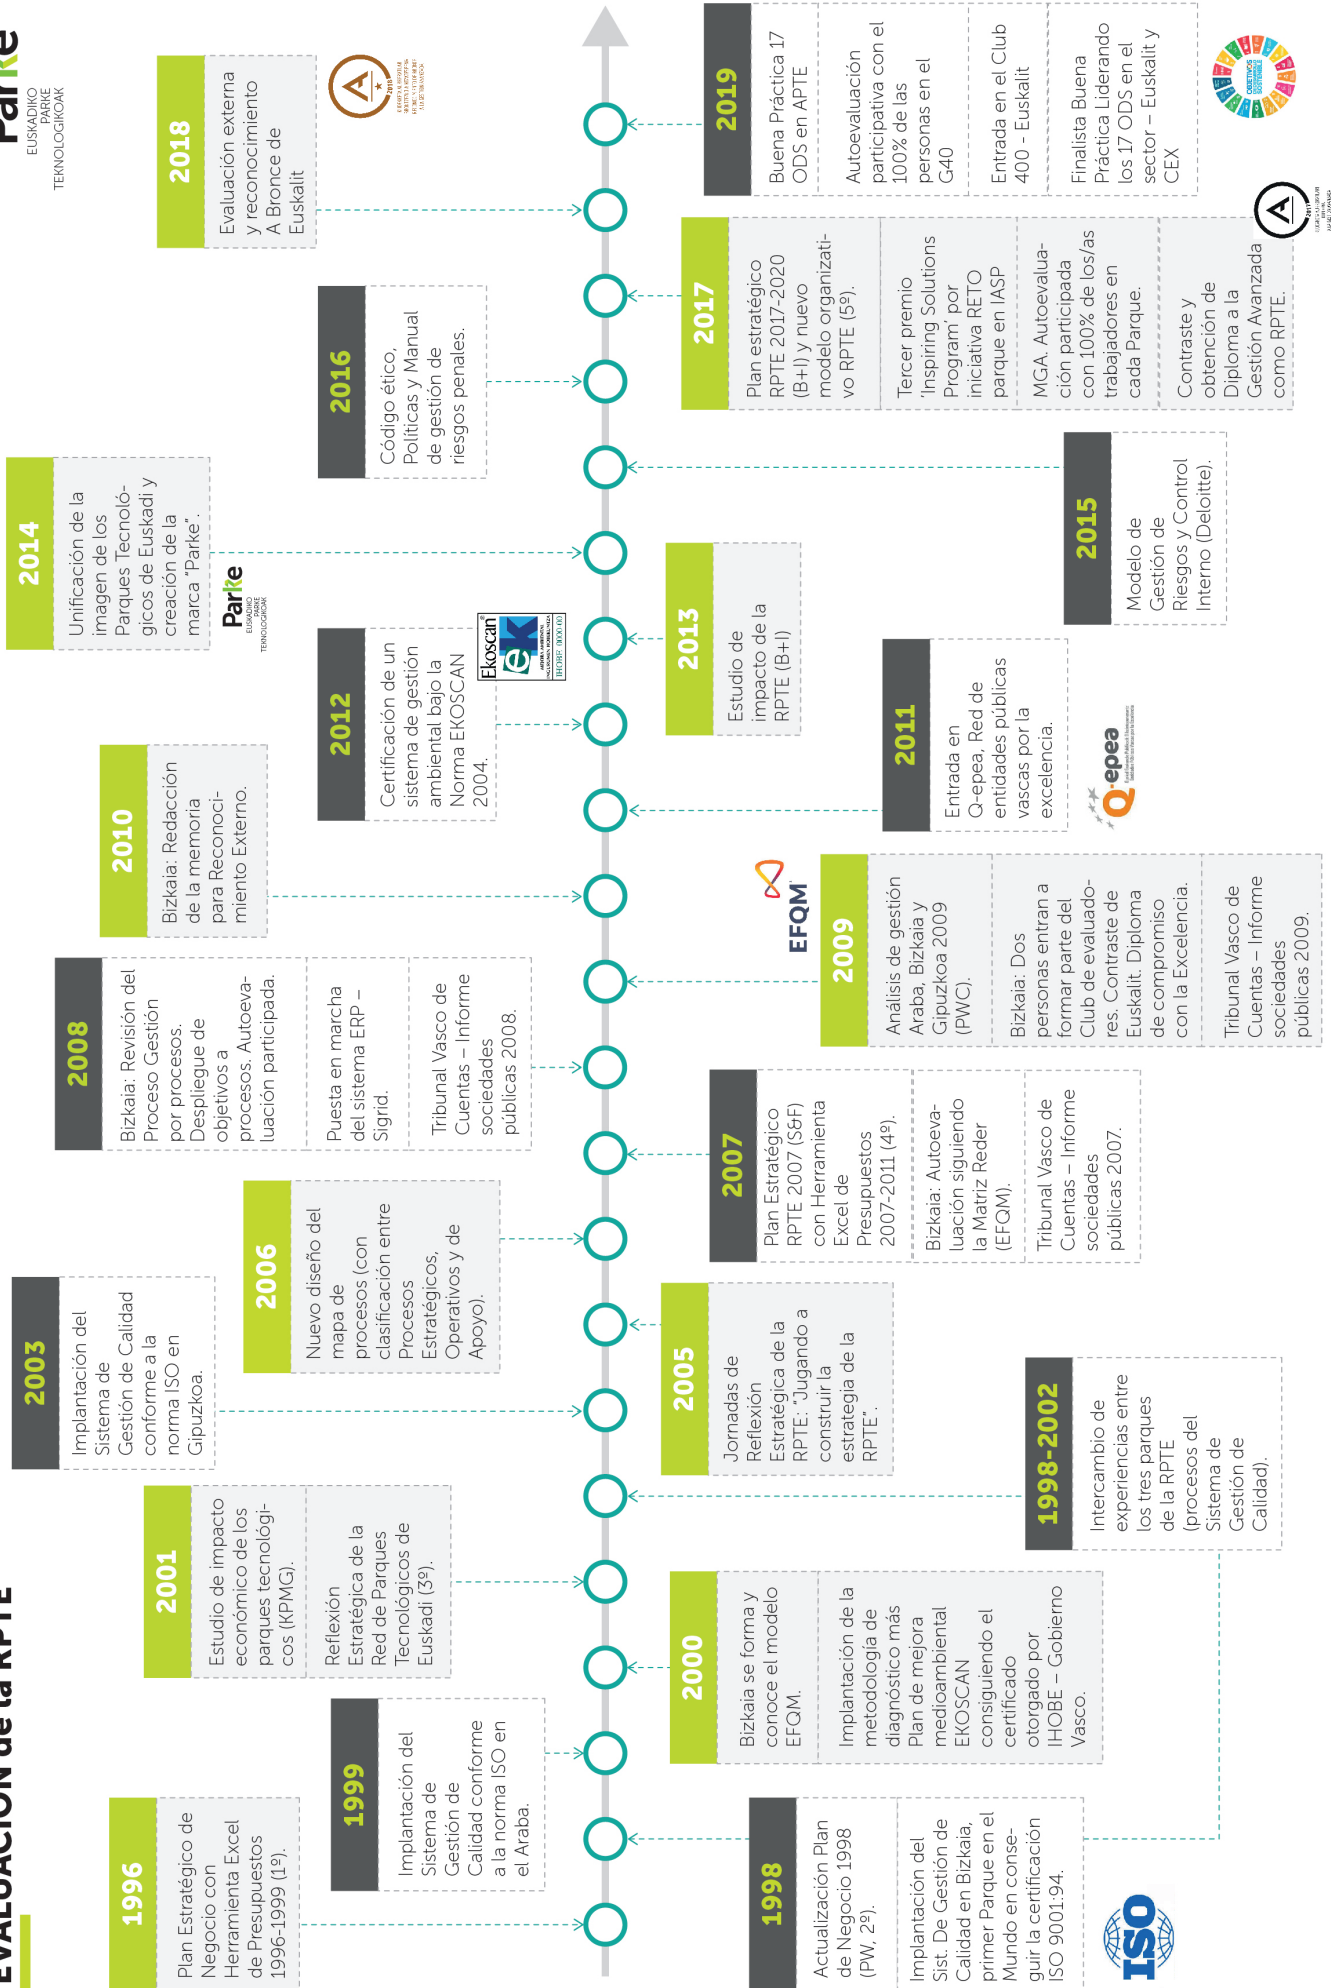 EVALUACIÓN de la RPTE
Parke
EUSKADIKO
PARKE
TEKNOLOGIKOAK
1996
Plan Estratégico de
Negocio con
Herramienta Excel
de Presupuestos
1996-1999 (1º).
1998
Actualización Plan
de Negocio 1998
(PW, 2º).
Implantación del
Sist. De Gestión de
Calidad en Bizkaia,
primer Parque en el
Mundo en conse-
guir la certificación
ISO 9001:94.
ISO
1999
Implantación del
Sistema de
Gestión de
Calidad conforme
a la norma ISO en
el Araba.
2000
Bizkaia se forma y
conoce el modelo
EFQM.
Implantación de la
metodología de
diagnóstico más
Plan de mejora
medioambiental
EKOSCAN
consiguiendo el
certificado
otorgado por
IHOBE – Gobierno
Vasco.
2001
Estudio de impacto
económico de los
parques tecnológi-
cos (KPMG).
Reflexión
Estratégica de la
Red de Parques
Tecnológicos de
Euskadi (3º).
1998-2002
Intercambio de
experiencias entre
los tres parques
de la RPTE
(procesos del
Sistema de
Gestión de
Calidad).
2003
Implantación del
Sistema de
Gestión de Calidad
conforme a la
norma ISO en
Gipuzkoa.
2005
Jornadas de
Reflexión
Estratégica de la
RPTE: "Jugando a
construir la
estrategia de la
RPTE".
2006
Nuevo diseño del
mapa de
procesos (con
clasificación entre
Procesos
Estratégicos,
Operativos y de
Apoyo).
2007
Plan Estratégico
RPTE 2007 (S&F)
con Herramienta
Excel de
Presupuestos
2007-2011 (4º).
Bizkaia: Autoeva-
luación siguiendo
la Matriz Reder
(EFQM).
Tribunal Vasco de
Cuentas – Informe
sociedades
públicas 2007.
2008
Bizkaia: Revisión del
Proceso Gestión
por procesos.
Despliegue de
objetivos a
procesos. Autoeva-
luación participada.
Puesta en marcha
del sistema ERP –
Sigrid.
Tribunal Vasco de
Cuentas – Informe
sociedades
públicas 2008.
EFQM
2009
Análisis de gestión
Araba, Bizkaia y
Gipuzkoa 2009
(PWC).
Bizkaia: Dos
personas entran a
formar parte del
Club de evaluado-
res. Contraste de
Euskalit. Diploma
de compromiso
con la Excelencia.
Tribunal Vasco de
Cuentas – Informe
sociedades
públicas 2009.
2010
Bizkaia: Redacción
de la memoria
para Reconoci-
miento Externo.
2011
Entrada en
Q-epea, Red de
entidades públicas
vascas por la
excelencia.
Q-epea
2012
Certificación de un
sistema de gestión
ambiental bajo la
Norma EKOSCAN
2004.
Ekoscan
ek
2013
Estudio de
impacto de la
RPTE (B+I)
2014
Unificación de la
imagen de los
Parques Tecnoló-
gicos de Euskadi y
creación de la
marca "Parke".
Parke
EUSKADIKO
PARKE
TEKNOLOGIKOAK
2015
Modelo de
Gestión de
Riesgos y Control
Interno (Deloitte).
2016
Código ético,
Políticas y Manual
de gestión de
riesgos penales.
2017
Plan estratégico
RPTE 2017-2020
(B+I) y nuevo
modelo organizati-
vo RPTE (5º).
Tercer premio
'Inspiring Solutions
Program' por
iniciativa RETO
parque en IASP
MGA. Autoevalua-
ción participada
con 100% de los/as
trabajadores en
cada Parque.
Contraste y
obtención de
Diploma a la
Gestión Avanzada
como RPTE.
A
2017
2018
Evaluación externa
y reconocimiento
A Bronce de
Euskalit
A
2018
2019
Buena Práctica 17
ODS en APTE
Autoevaluación
participativa con el
100% de las
personas en el
G40
Entrada en el Club
400 - Euskalit
Finalista Buena
Práctica Liderando
los 17 ODS en el
sector – Euskalit y
CEX
OBJETIVOS